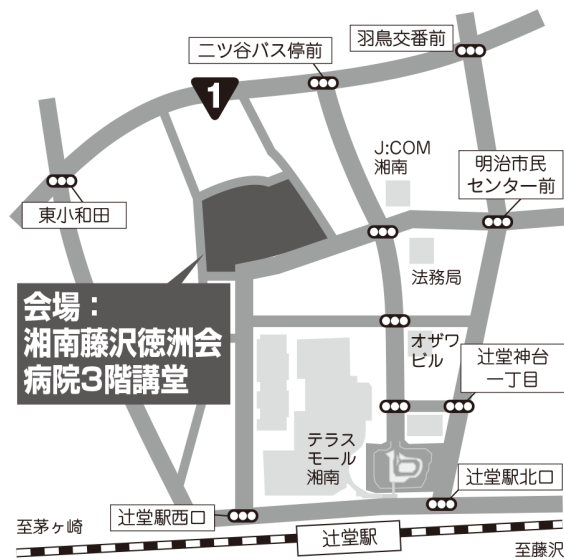 二ツ谷バス停前
羽鳥交番前
1
J:COM
湘南
明治市民
センター前
東小和田
法務局
会場：
湘南藤沢徳洲会
病院3階講堂
オザワ
ビル
辻堂神台
一丁目
テラス
モール
湘南
辻堂駅西口
辻堂駅北口
至茅ヶ崎
辻堂駅
至藤沢